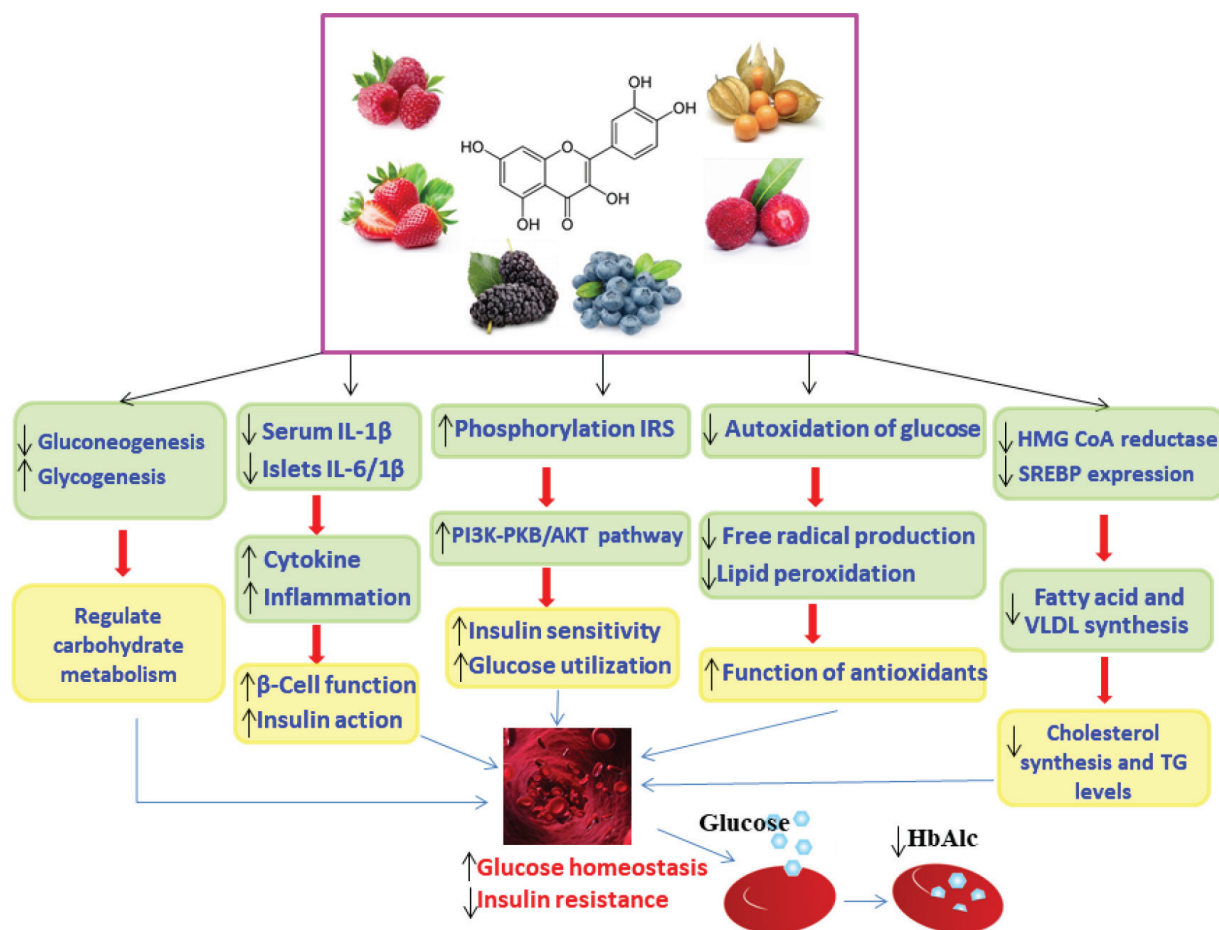 OH
HO
OH
HO
O
OH
OH
O
Gluconeogenesis
Glycogenesis
Regulate
carbohydrate
metabolism
Serum IL-1β
Islets IL-6/1β
Cytokine
Inflammation
β-Cell function
Insulin action
Phosphorylation IRS
PI3K-PKB/AKT pathway
Insulin sensitivity
Glucose utilization
Autoxidation of glucose
Free radical production
Lipid peroxidation
Function of antioxidants
HMG CoA reductase
SREBP expression
Fatty acid and
VLDL synthesis
Cholesterol
synthesis and TG
levels
Glucose homeostasis
Insulin resistance
Glucose
HbAlc